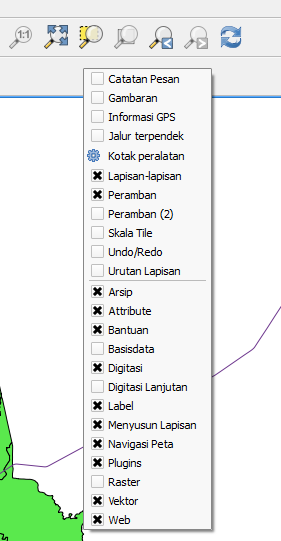 1:1
Catatan Pesan
Gambaran
Informasi GPS
Jalur terpendek
Kotak peralatan
Lapisan-lapisan
Peramban
Peramban (2)
Skala Tile
Undo/Redo
Urutan Lapisan
Arsip
Attribute
Bantuan
Basisdata
Digitasi
Digitasi Lanjutan
Label
Menyusun Lapisan
Navigasi Peta
Plugins
Raster
Vektor
Web